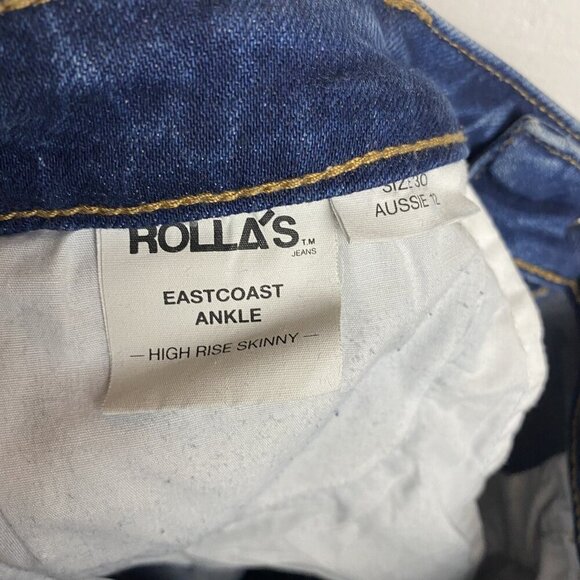 ROLLA'S T.M
JEANS
EASTCOAST
ANKLE
— HIGH RISE SKINNY —
SIZE 30
AUSSIE 12